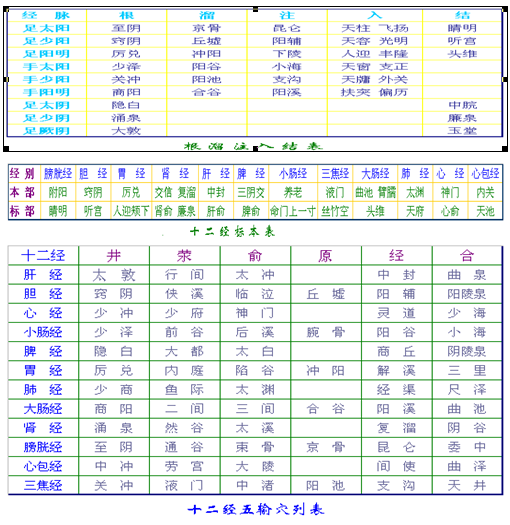 经 脉 根 溜 注 入 结
足太阳 至阴 京骨 昆仑 天柱 飞扬 睛明
足少阳 窍阴 丘墟 阳辅 天容 光明 听宫
足阳明 厉兑 冲阳 下陵 人迎 丰隆 头维
手太阳 少泽 阳谷 小海 天窗 支正
手少阳 关冲 阳池 支沟 天牖 外关
手阳明 商阳 合谷 阳溪 扶突 偏历
足太阴 隐白 中脘
足少阴 涌泉 廉泉
足厥阴 大敦 玉堂
根溜注入结表
经别 膀胱经 胆 经 胃 经 肾 经 肝 经 脾 经 小肠经 三焦经 大肠经 肺 经 心 经 心包经
本部 附阳 窍阴 厉兑 交信 复溜 中封 三阴交 养老 液门 曲池 臂臑 太渊 神门 内关
标部 睛明 听宫 人迎颊下 肾俞 廉泉 肝俞 脾俞 命门上一寸 丝竹空 头维 天府 心俞 天池
十二经标本表
十二经 井 荥 俞 原 经 合
肝 经 太 敦 行 间 太 冲 中 封 曲 泉
胆 经 窍 阴 侠 溪 临 泣 丘 墟 阳 辅 阳陵泉
心 经 少 冲 少 府 神 门 灵 道 少 海
小肠经 少 泽 前 谷 后 溪 腕 骨 阳 谷 小 海
脾 经 隐 白 大 都 太 白 商 丘 阴陵泉
胃 经 厉 兑 内 庭 陷 谷 冲 阳 解 溪 三 里
肺 经 少 商 鱼 际 太 渊 经 渠 尺 泽
大肠经 商 阳 二 间 三 间 合 谷 阳 溪 曲 池
肾 经 涌 泉 然 谷 太 溪 复 溜 阴 谷
膀胱经 至 阴 通 谷 束 骨 京 骨 昆 仑 委 中
心包经 中 冲 劳 宫 大 陵 间 使 曲 泽
三焦经 关 冲 液 门 中 渚 阳 池 支 沟 天 井
十二经五输穴列表